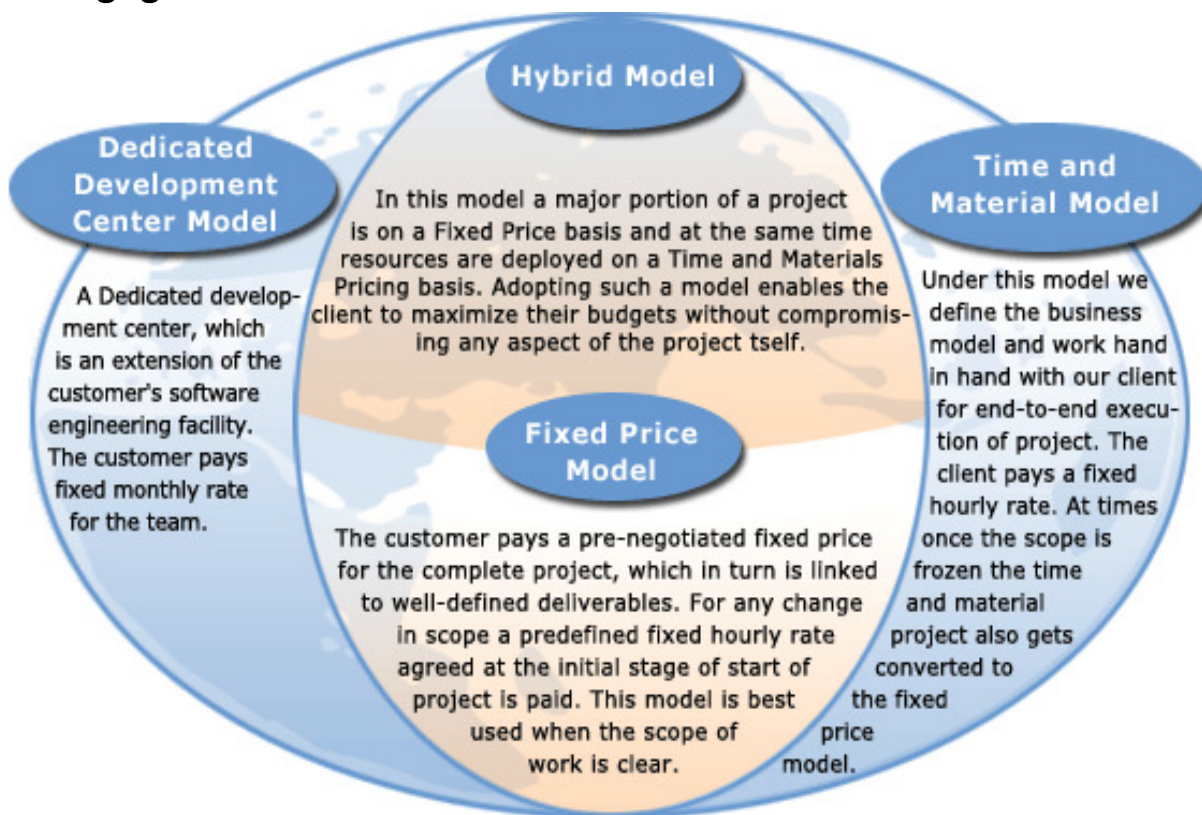 Hybrid Model
In this model a major portion of a project
is on a Fixed Price basis and at the same time
resources are deployed on a Time and Materials
Pricing basis. Adopting such a model enables the
client to maximize their budgets without compromis-
ing any aspect of the project tself.
Dedicated
Development
Center Model
A Dedicated develop-
ment center, which
is an extension of the
customer's software
engineering facility.
The customer pays
fixed monthly rate
for the team.
Fixed Price
Model
The customer pays a pre-negotiated fixed price
for the complete project, which in turn is linked
to well-defined deliverables. For any change
in scope a predefined fixed hourly rate
agreed at the initial stage of start of
project is paid. This model is best
used when the scope of
work is clear.
Time and
Material Model
Under this model we
define the business
model and work hand
in hand with our client
for end-to-end execu-
tion of project. The
client pays a fixed
hourly rate. At times
once the scope is
frozen the time
and material
project also gets
converted to
the fixed
price
model.